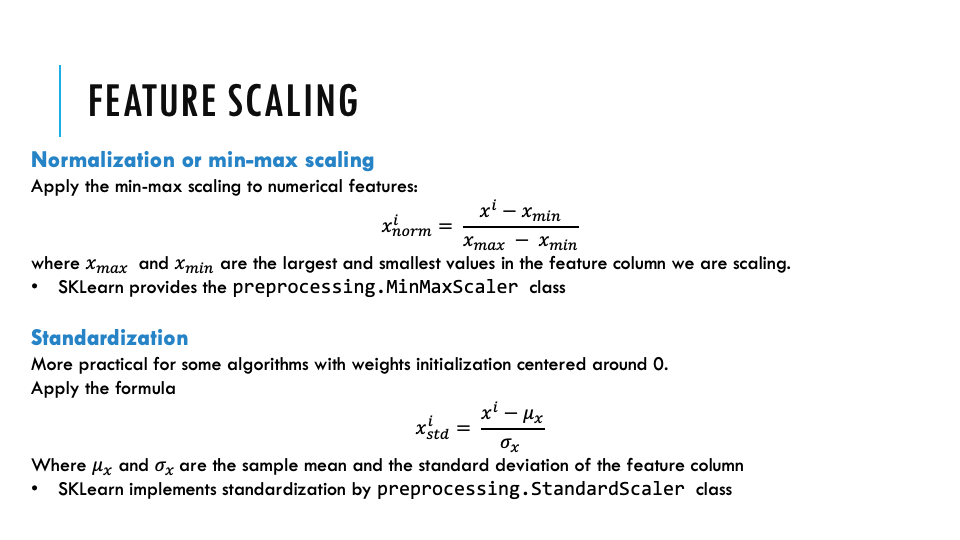 FEATURE SCALING
Normalization or min-max scaling
Apply the min-max scaling to numerical features:
$x^i_{norm} = \frac{x^i - x_{min}}{x_{max} - x_{min}}$
where $x_{max}$ and $x_{min}$ are the largest and smallest values in the feature column we are scaling.
• SKLearn provides the preprocessing.MinMaxScaler class
Standardization
More practical for some algorithms with weights initialization centered around 0.
Apply the formula
$x^i_{std} = \frac{x^i - \mu_x}{\sigma_x}$
Where $\mu_x$ and $\sigma_x$ are the sample mean and the standard deviation of the feature column
• SKLearn implements standardization by preprocessing.StandardScaler class